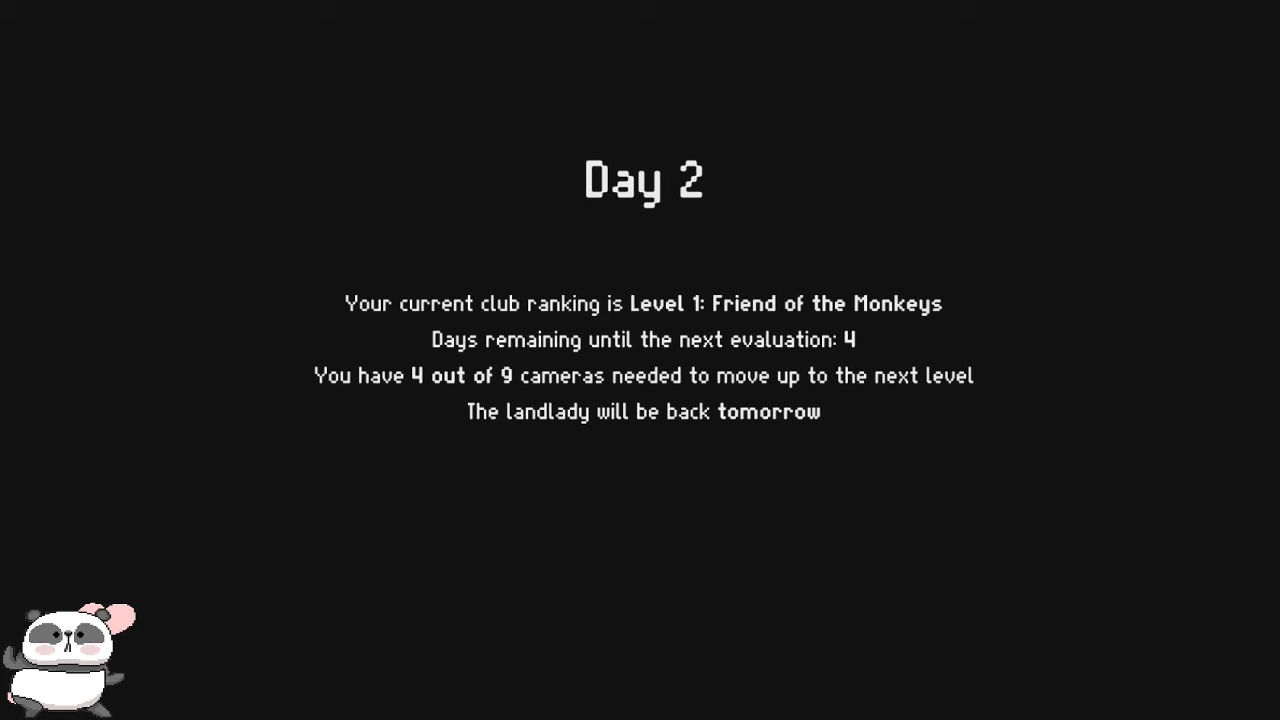 Day 2
Your current club ranking is Level 1: Friend of the Monkeys
Days remaining until the next evaluation: 4
You have 4 out of 9 cameras needed to move up to the next level
The landlady will be back tomorrow